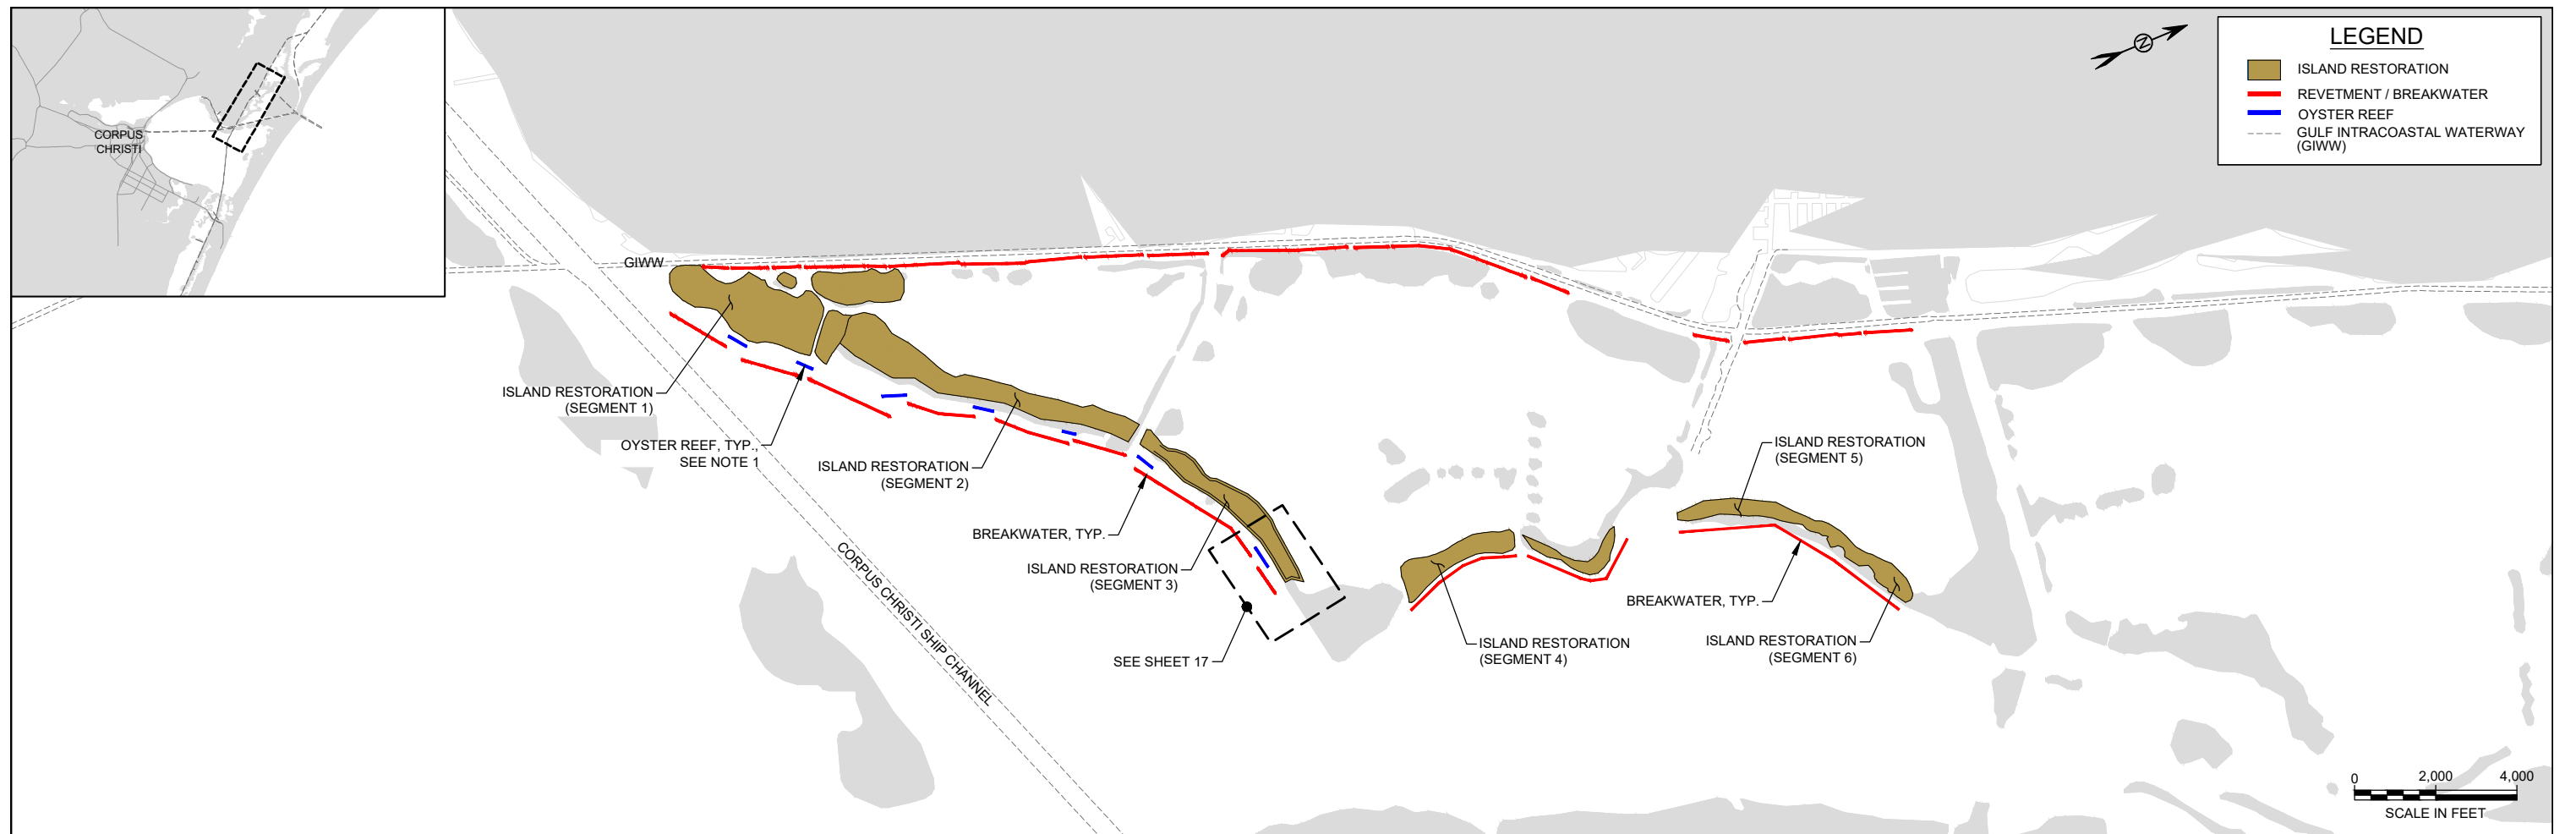 CORPUS
CHRISTI
N
LEGEND
ISLAND RESTORATION
REVETMENT / BREAKWATER
OYSTER REEF
GULF INTRACOASTAL WATERWAY
(GIWW)
GIWW
ISLAND RESTORATION
(SEGMENT 1)
OYSTER REEF, TYP.,
SEE NOTE 1
ISLAND RESTORATION
(SEGMENT 2)
BREAKWATER, TYP.
ISLAND RESTORATION
(SEGMENT 3)
SEE SHEET 17
CORPUS CHRISTI SHIP CHANNEL
ISLAND RESTORATION
(SEGMENT 4)
ISLAND RESTORATION
(SEGMENT 5)
BREAKWATER, TYP.
ISLAND RESTORATION
(SEGMENT 6)
0 2,000 4,000
SCALE IN FEET